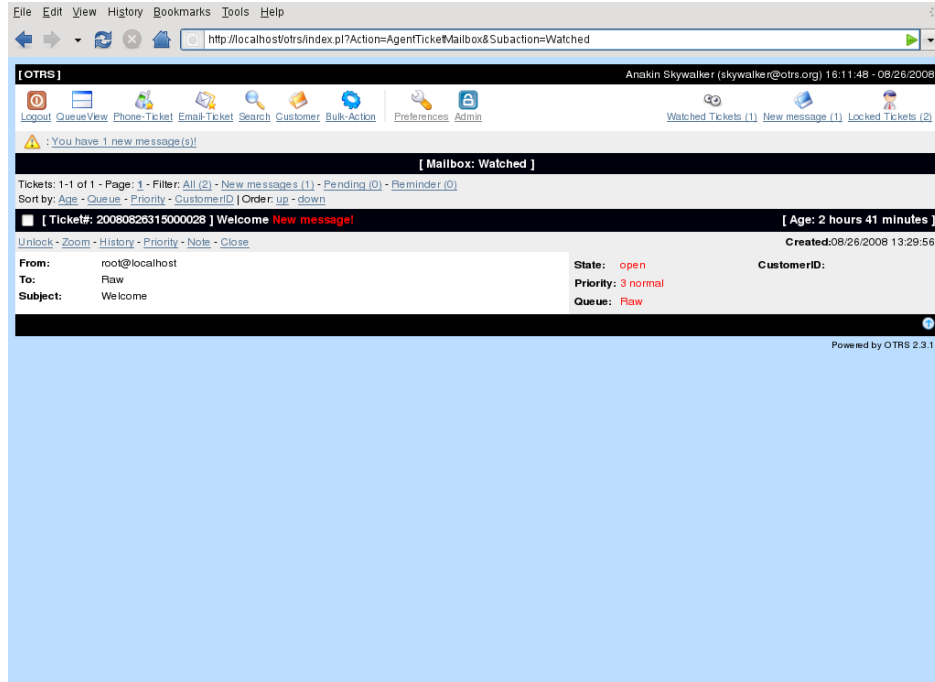 File Edit View History Bookmarks Tools Help
http://localhost/otrs/index.pl?Action=AgentTicketMailbox&Subaction=Watched
[ OTRS ] Anakin Skywalker (skywalker@otrs.org) 16:11:48 - 08/26/2008
Logout QueueView Phone-Ticket Email-Ticket Search Customer Bulk-Action Preferences Admin Watched Tickets (1) New message (1) Locked Tickets (2)
: You have 1 new message(s)!
[ Mailbox: Watched ]
Tickets: 1-1 of 1 - Page: 1 - Filter: All (2) - New messages (1) - Pending (0) - Reminder (0)
Sort by: Age - Queue - Priority - CustomerID | Order: up - down
[ Ticket#: 20080826315000028 ] Welcome New message! [ Age: 2 hours 41 minutes ]
Unlock - Zoom - History - Priority - Note - Close Created:08/26/2008 13:29:56
From: root@localhost State: open CustomerID:
To: Raw Priority: 3 normal
Subject: Welcome Queue: Raw
Powered by OTRS 2.3.1